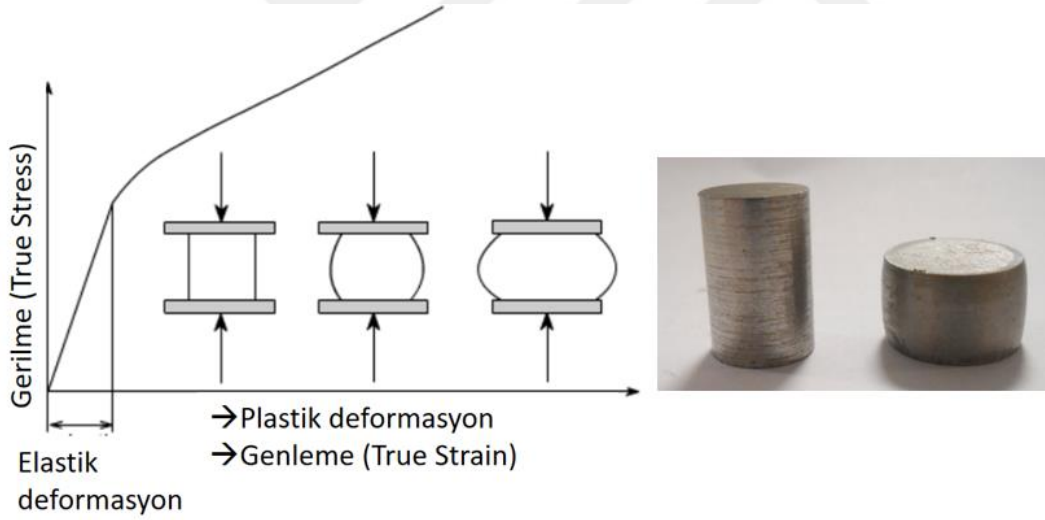 Gerilme (True Stress)
→Plastik deformasyon
→Genleme (True Strain)
Elastik
deformasyon